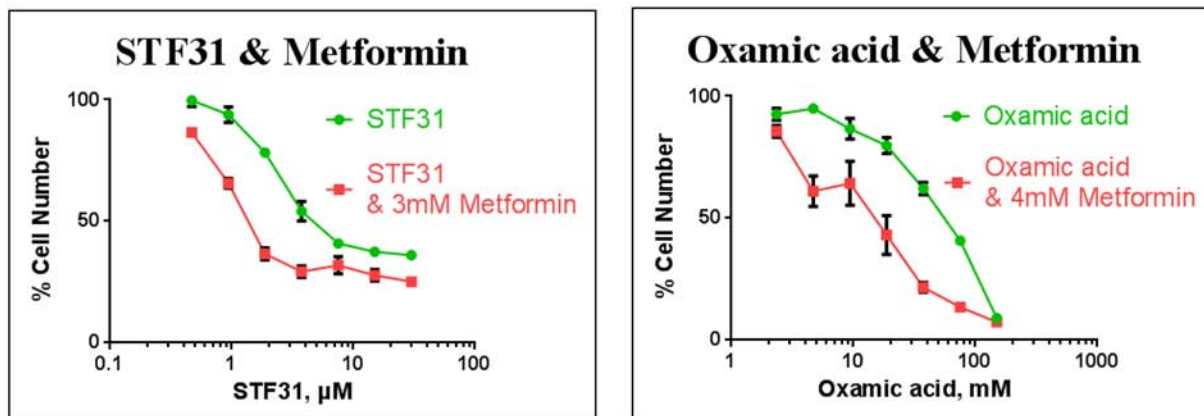 STF31 & Metformin
100
50
0
% Cell Number
STF31
STF31
& 3mM Metformin
0.1
1
10
100
STF31, µM
Oxamic acid & Metformin
100
50
0
% Cell Number
Oxamic acid
Oxamic acid
& 4mM Metformin
1
10
100
1000
Oxamic acid, mM